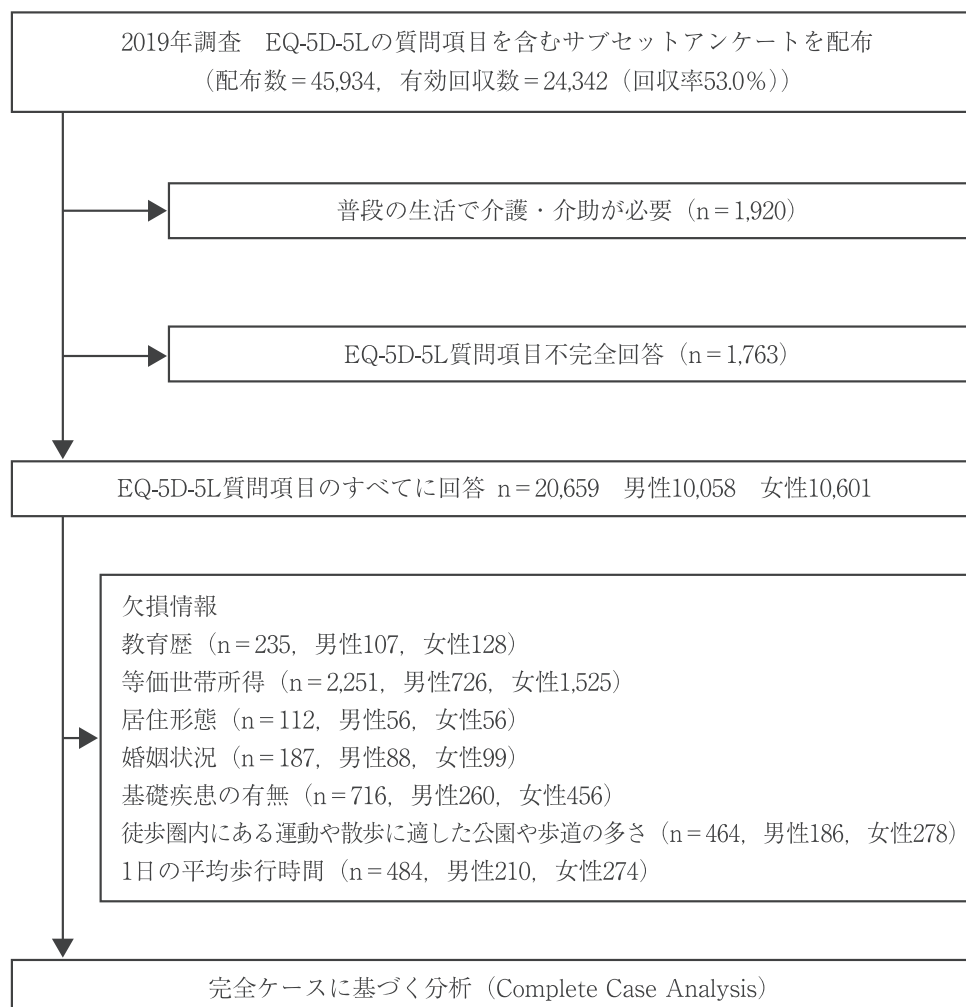 2019年調査　EQ-5D-5Lの質問項目を含むサブセットアンケートを配布
（配布数＝45,934，有効回収数＝24,342（回収率53.0％））
普段の生活で介護・介助が必要（n＝1,920）
EQ-5D-5L質問項目不完全回答（n＝1,763）
EQ-5D-5L質問項目のすべてに回答 n＝20,659　男性10,058　女性10,601
欠損情報
教育歴（n＝235，男性107，女性128）
等価世帯所得（n＝2,251，男性726，女性1,525）
居住形態（n＝112，男性56，女性56）
婚姻状況（n＝187，男性88，女性99）
基礎疾患の有無（n＝716，男性260，女性456）
徒歩圏内にある運動や散歩に適した公園や歩道の多さ（n＝464，男性186，女性278）
1日の平均歩行時間（n＝484，男性210，女性274）
完全ケースに基づく分析（Complete Case Analysis）